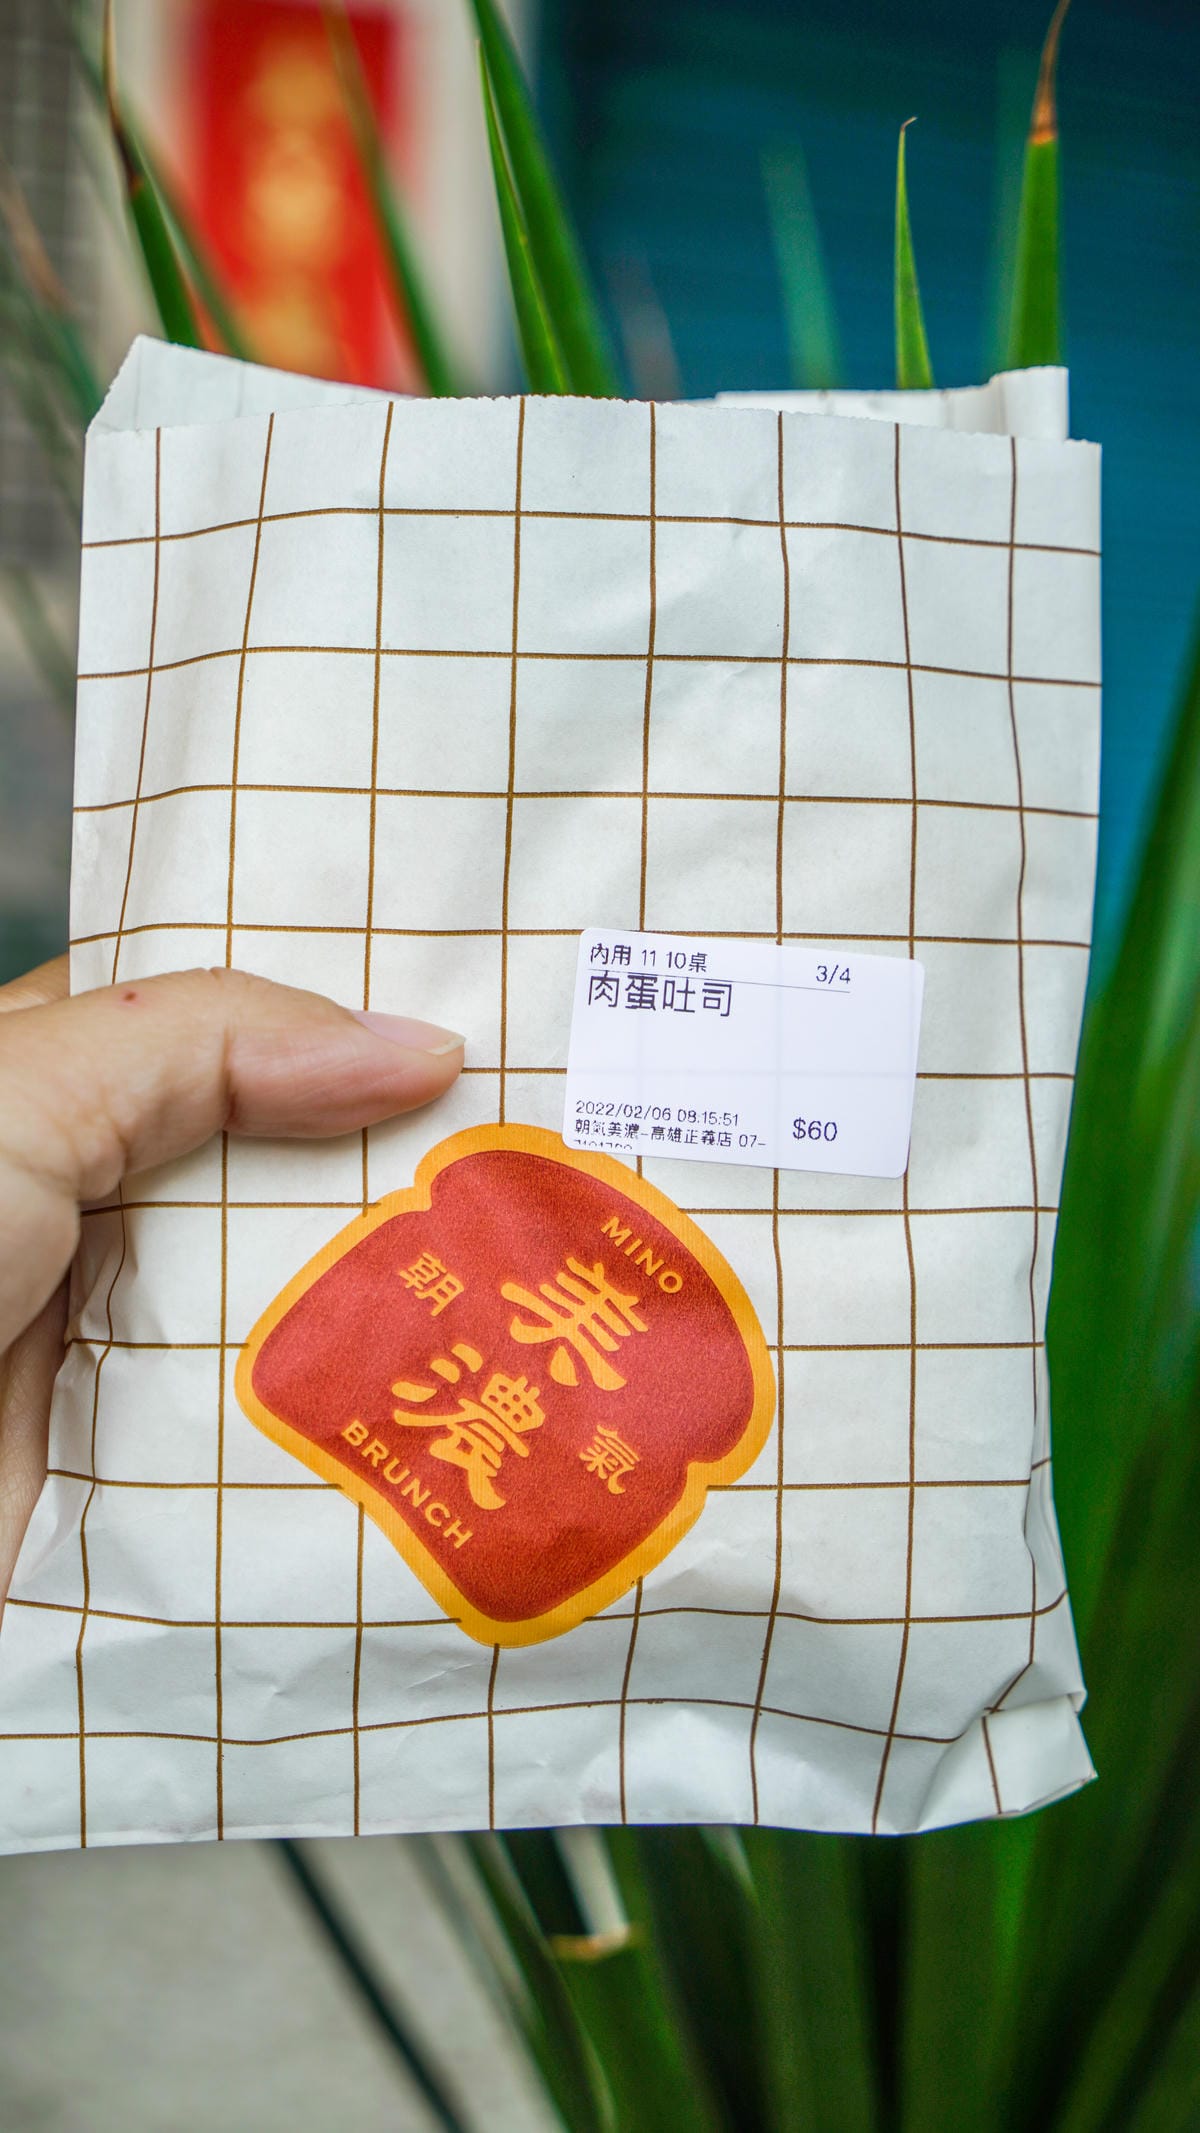 內用 11 10桌 3/4
肉蛋吐司
2022/02/06 08:15:51 $60
朝氣美濃-高雄正義店 07-
MINO
美濃
朝氣
BRUNCH